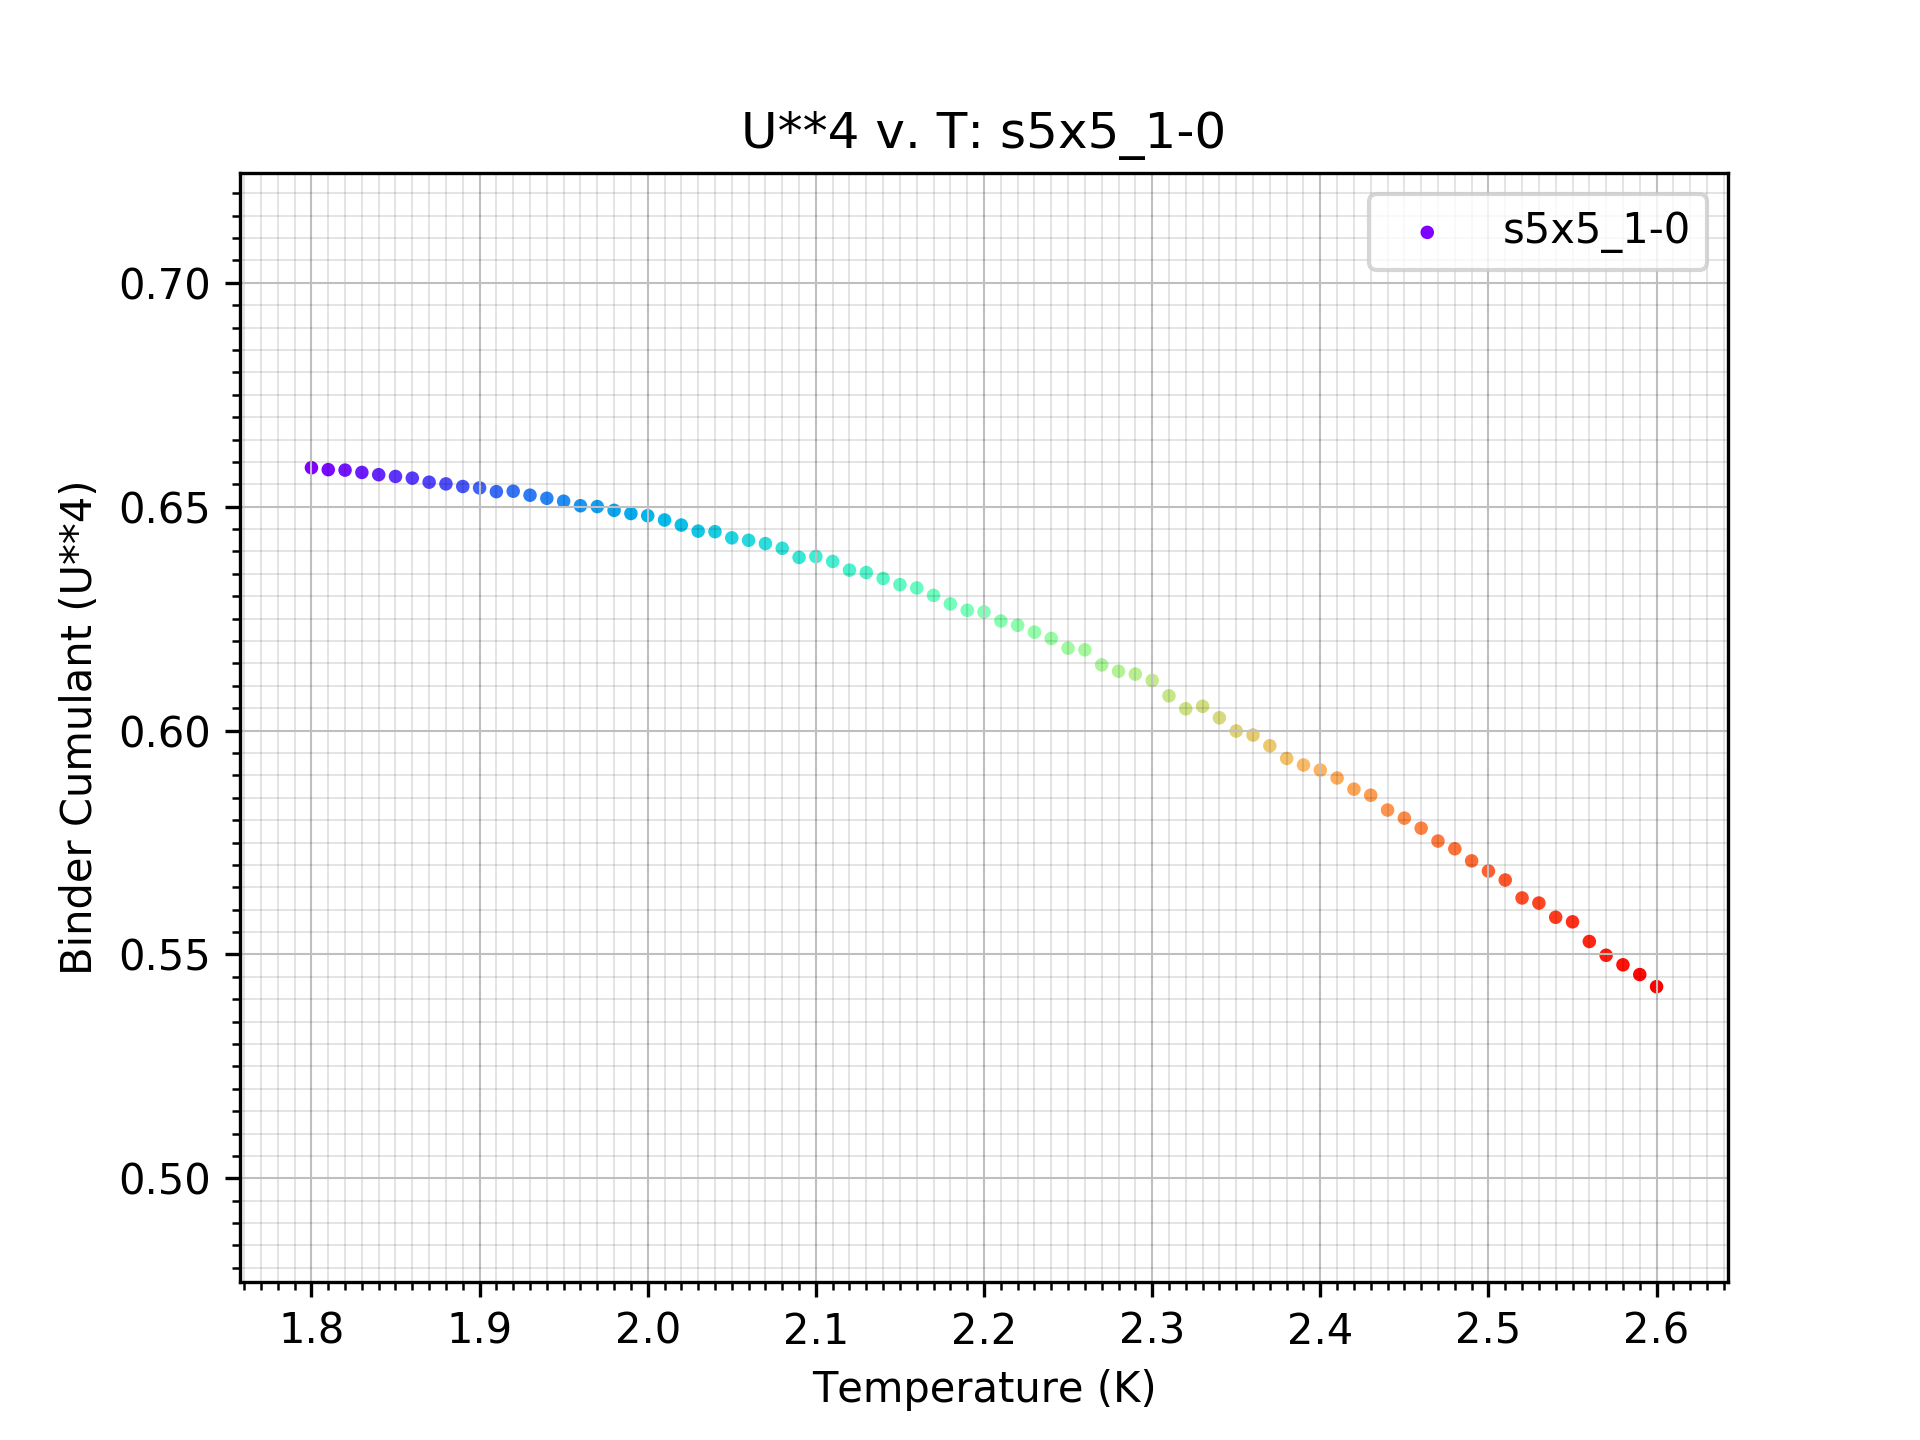 U**4 v. T: s5x5_1-0
s5x5_1-0
Binder Cumulant (U**4)
0.70
0.65
0.60
0.55
0.50
1.8 1.9 2.0 2.1 2.2 2.3 2.4 2.5 2.6
Temperature (K)